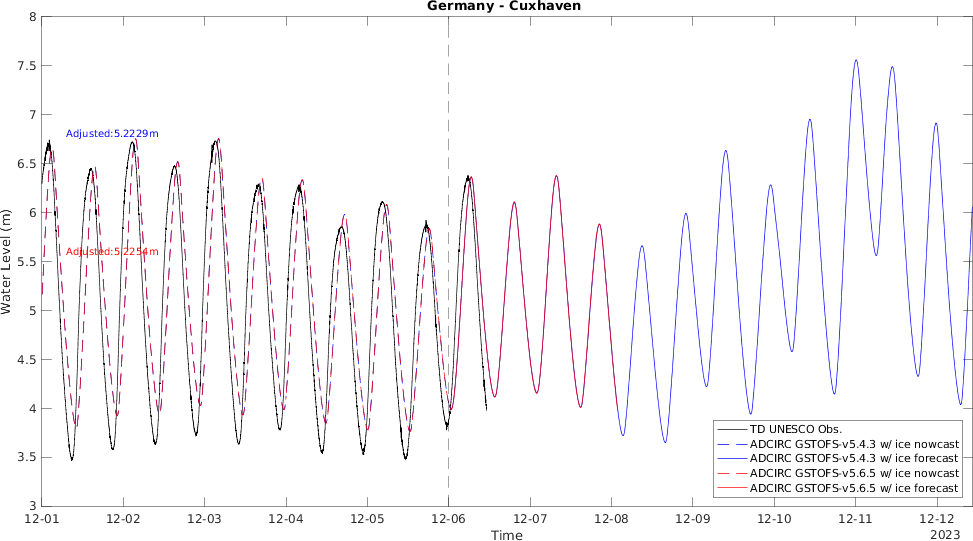 Germany - Cuxhaven
8
7.5
7
6.5
6
5.5
5
4.5
4
3.5
3
Water Level (m)
Adjusted:5.2229m
Adjusted:5.2254m
TD UNESCO Obs.
ADCIRC GSTOFS-v5.4.3 w/ ice nowcast
ADCIRC GSTOFS-v5.4.3 w/ ice forecast
ADCIRC GSTOFS-v5.6.5 w/ ice nowcast
ADCIRC GSTOFS-v5.6.5 w/ ice forecast
12-01 12-02 12-03 12-04 12-05 12-06 12-07 12-08 12-09 12-10 12-11 12-12
2023
Time